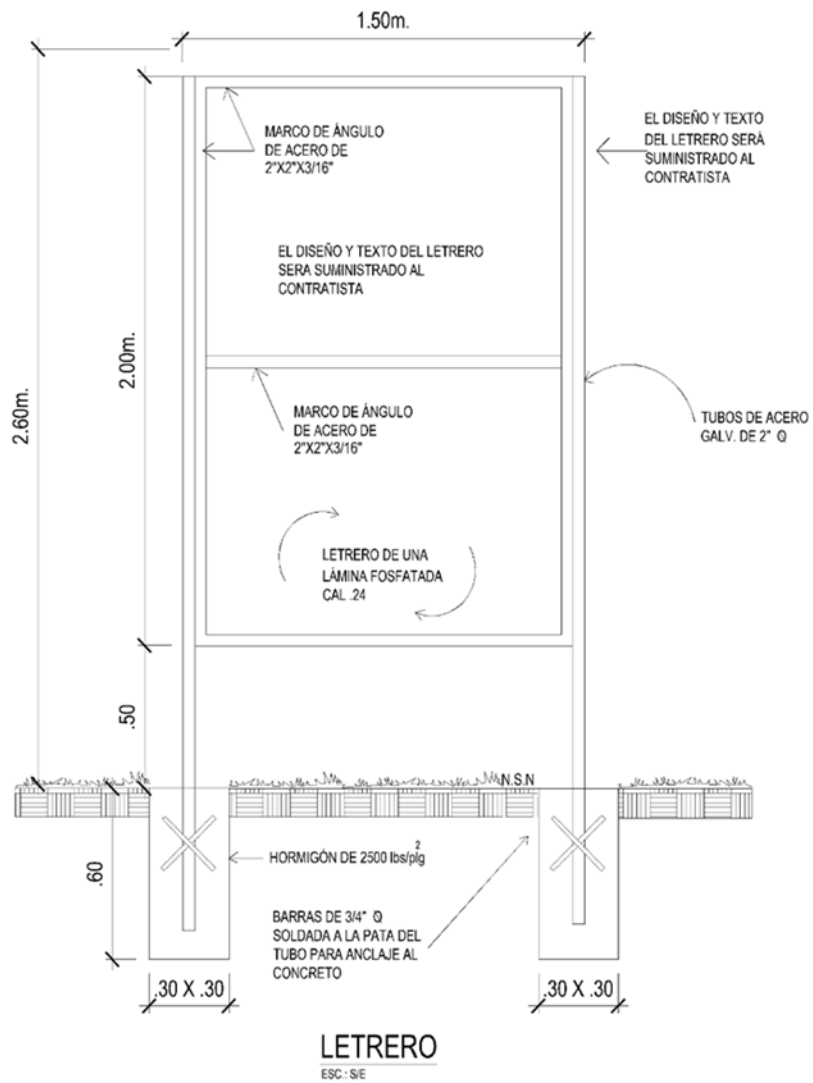 1.50m.
MARCO DE ÁNGULO
DE ACERO DE
2"X2"X3/16"
EL DISEÑO Y TEXTO
DEL LETRERO SERÁ
SUMINISTRADO AL
CONTRATISTA
EL DISEÑO Y TEXTO DEL LETRERO
SERA SUMINISTRADO AL
CONTRATISTA
2.00m.
2.60m.
MARCO DE ÁNGULO
DE ACERO DE
2"X2"X3/16"
TUBOS DE ACERO
GALV. DE 2" Q
LETRERO DE UNA
LÁMINA FOSFATADA
CAL .24
.50
N.S.N
.60
HORMIGÓN DE 2500 lbs/plg²
BARRAS DE 3/4" Q
SOLDADA A LA PATA DEL
TUBO PARA ANCLAJE AL
CONCRETO
.30 X .30
.30 X .30
LETRERO
ESC.: S/E